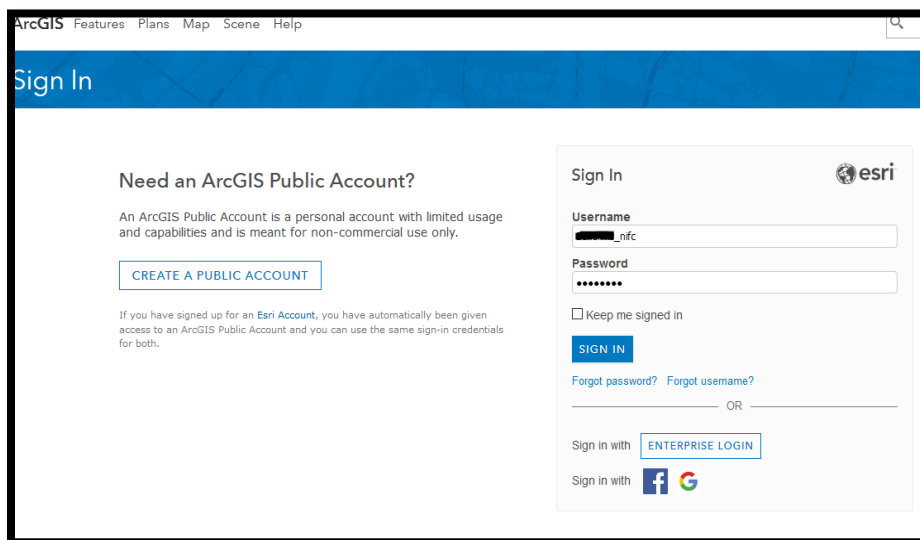 ArcGIS Features Plans Map Scene Help
Sign In
Need an ArcGIS Public Account?
An ArcGIS Public Account is a personal account with limited usage
and capabilities and is meant for non-commercial use only.
CREATE A PUBLIC ACCOUNT
If you have signed up for an Esri Account, you have automatically been given
access to an ArcGIS Public Account and you can use the same sign-in credentials
for both.
Sign In
esri
Username
_nifc
Password
••••••••
Keep me signed in
SIGN IN
Forgot password? Forgot username?
OR
Sign in with ENTERPRISE LOGIN
Sign in with f G